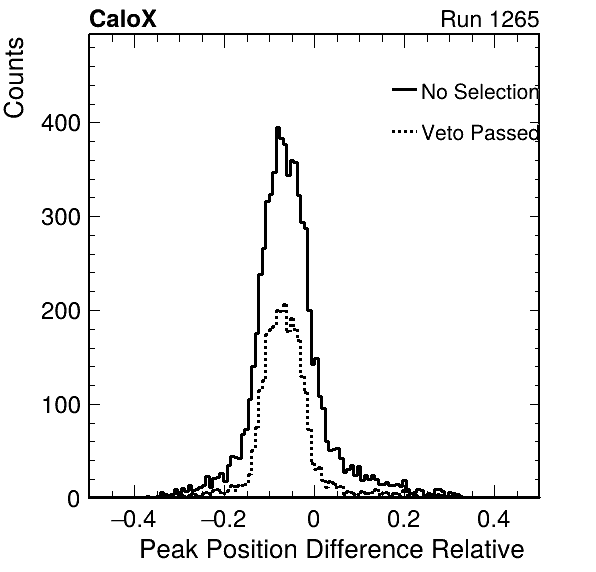 CaloX Run 1265
Counts
No Selection
Veto Passed
400
300
200
100
0
−0.4 −0.2 0 0.2 0.4
Peak Position Difference Relative